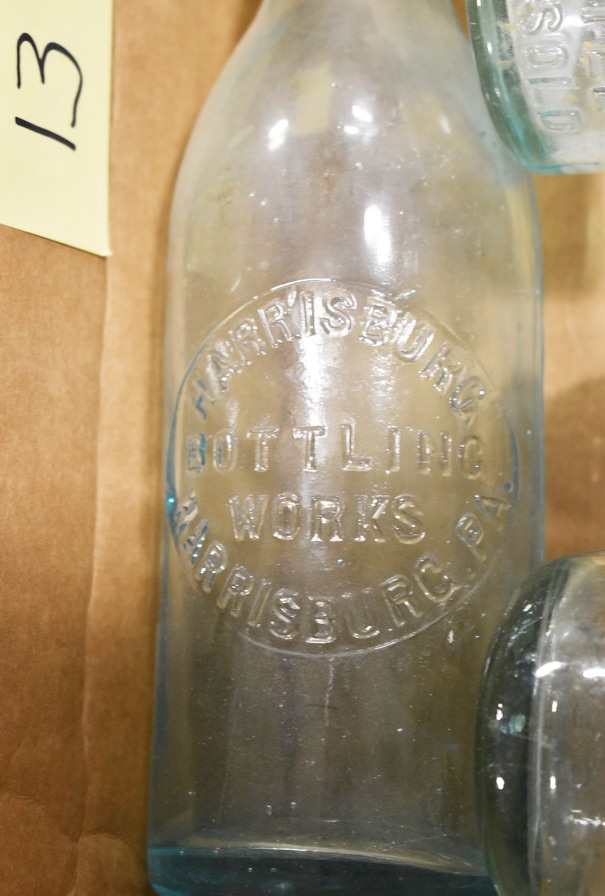 13
HARRISBURG
BOTTLING
WORKS
HARRISBURG. PA.